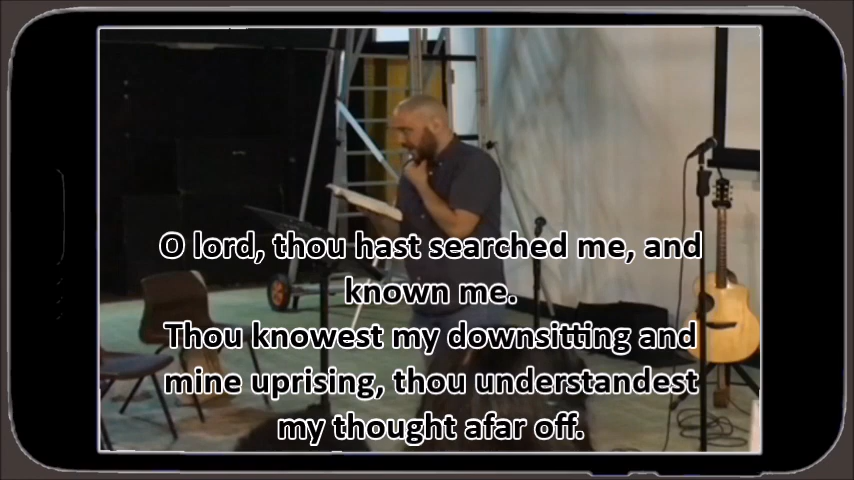 O lord, thou hast searched me, and
known me.
Thou knowest my downsitting and
mine uprising, thou understandest
my thought afar off.